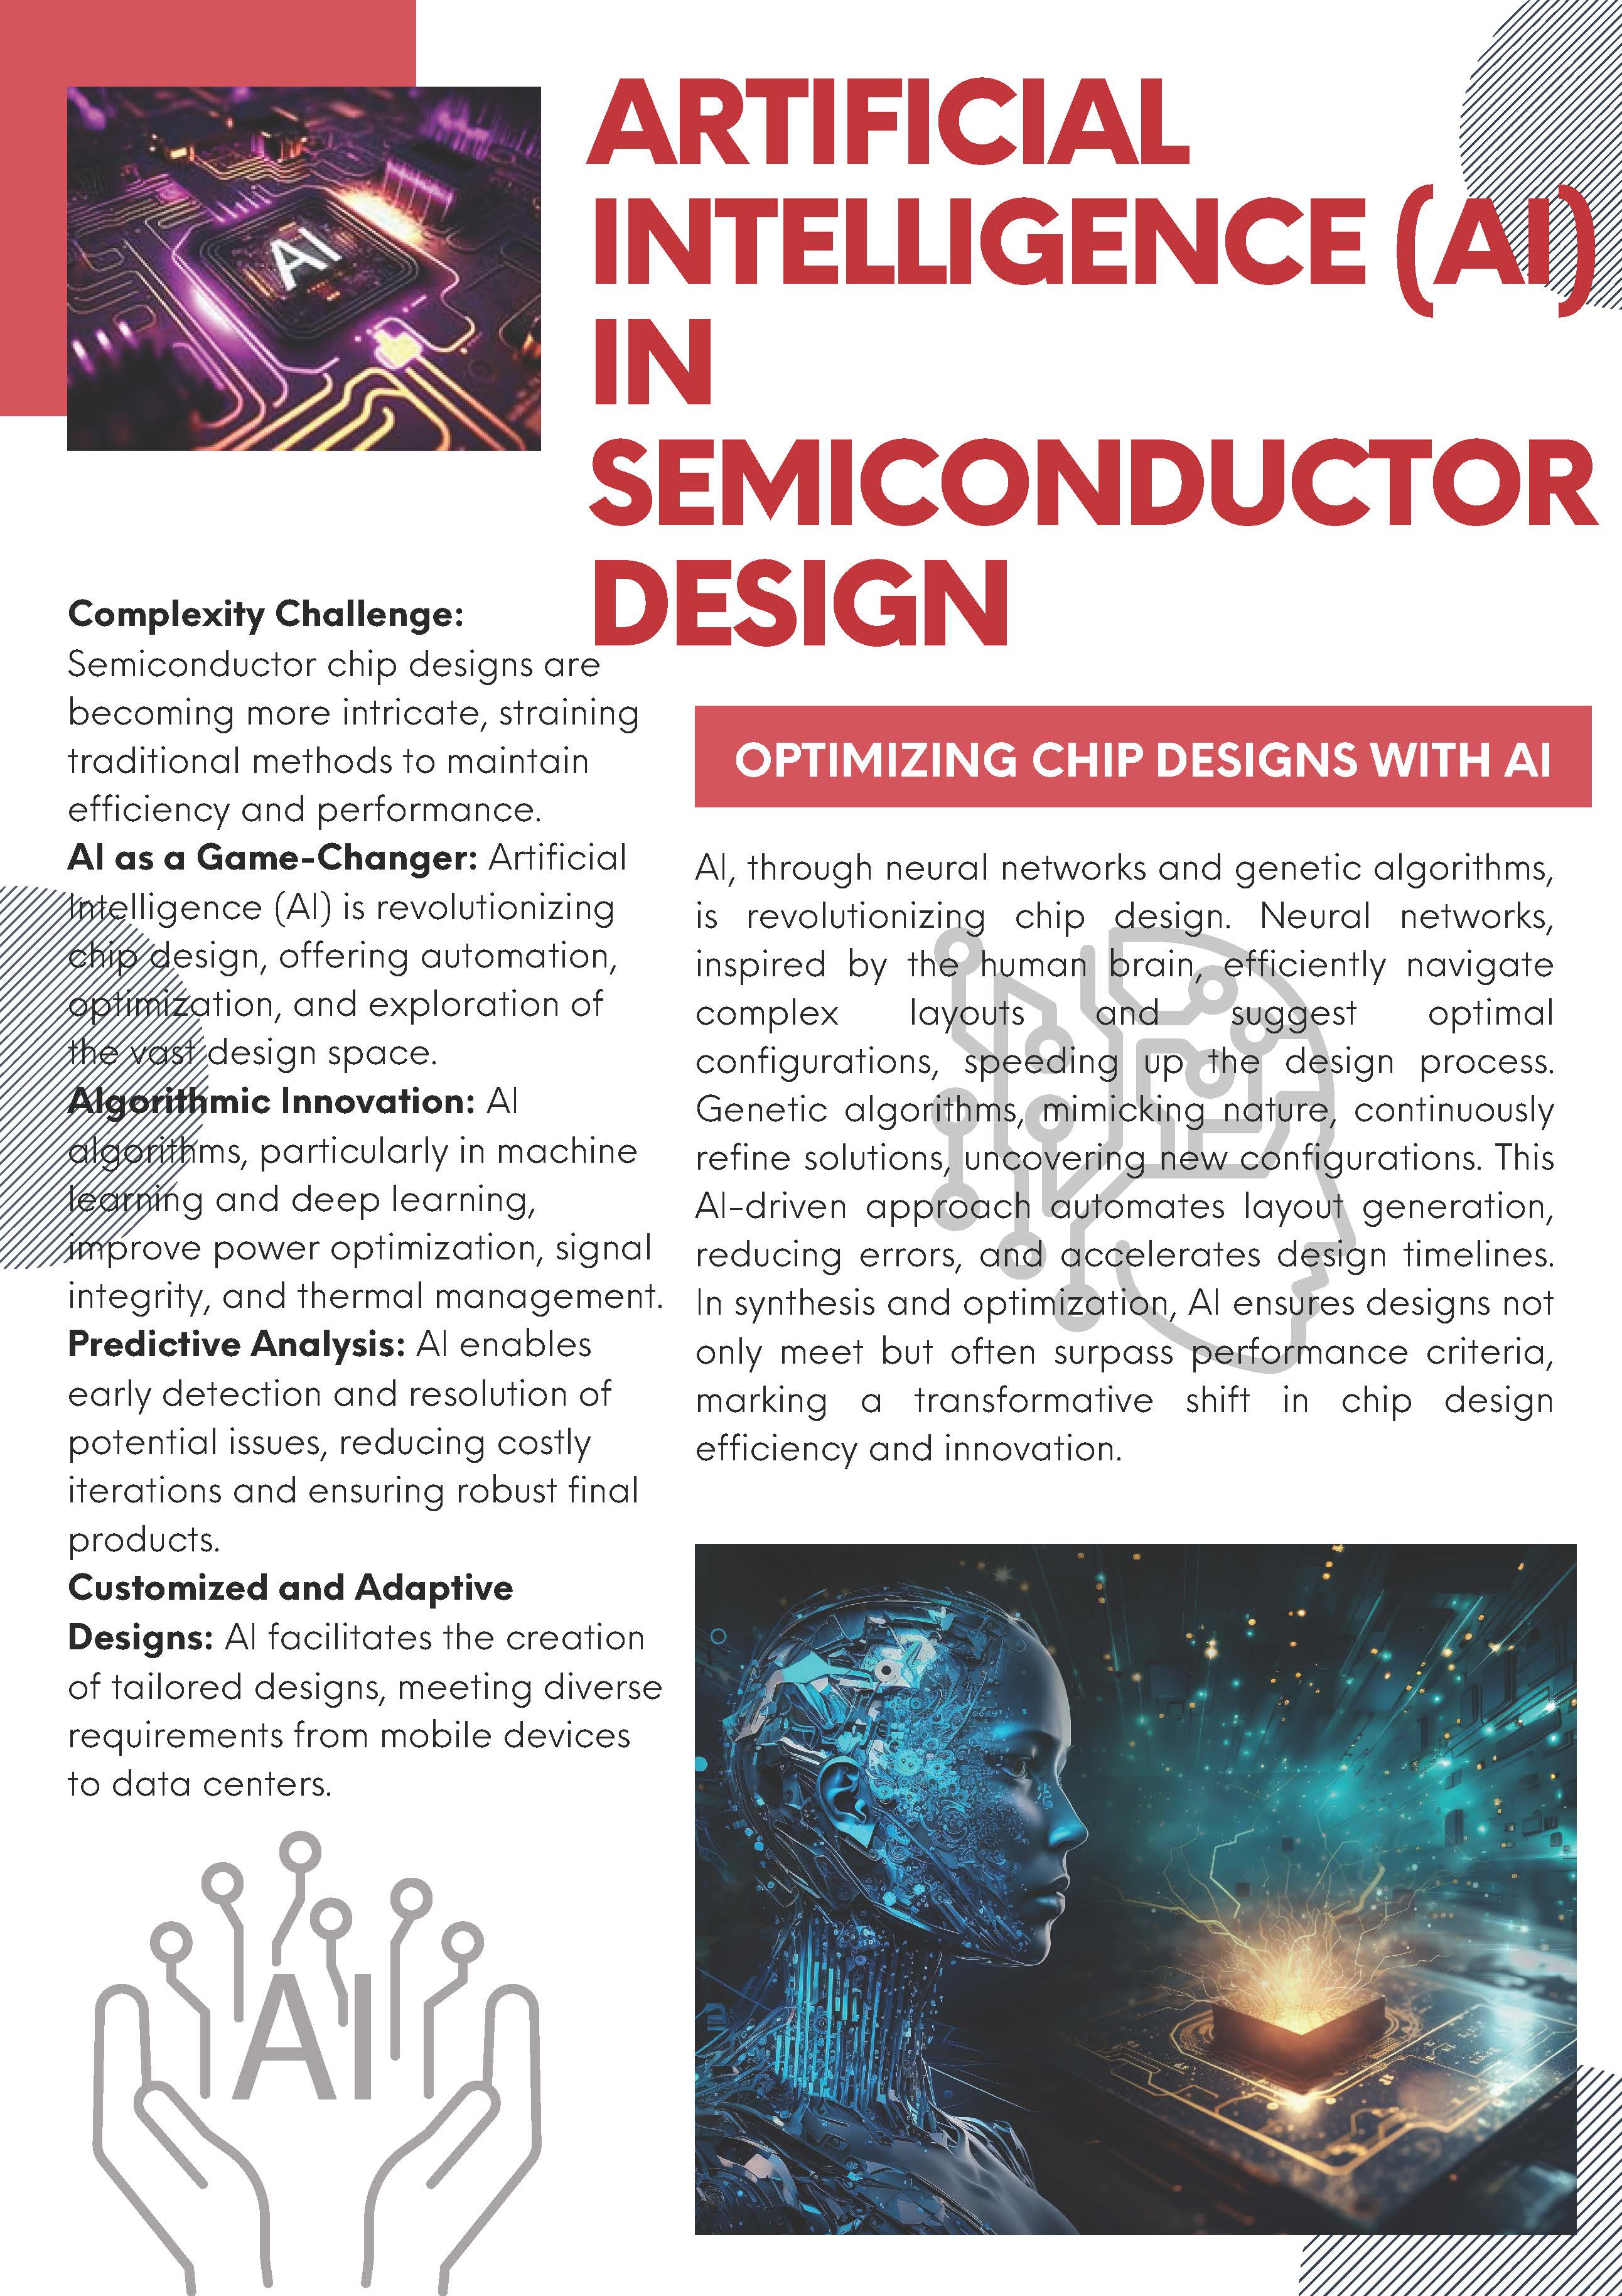 AI
ARTIFICIAL
INTELLIGENCE (AI)
IN
SEMICONDUCTOR
DESIGN
Complexity Challenge:
Semiconductor chip designs are
becoming more intricate, straining
traditional methods to maintain
efficiency and performance.
AI as a Game-Changer: Artificial
Intelligence (AI) is revolutionizing
chip design, offering automation,
optimization, and exploration of
the vast design space.
Algorithmic Innovation: AI
algorithms, particularly in machine
learning and deep learning,
improve power optimization, signal
integrity, and thermal management.
Predictive Analysis: AI enables
early detection and resolution of
potential issues, reducing costly
iterations and ensuring robust final
products.
Customized and Adaptive
Designs: AI facilitates the creation
of tailored designs, meeting diverse
requirements from mobile devices
to data centers.
AI
OPTIMIZING CHIP DESIGNS WITH AI
AI, through neural networks and genetic algorithms,
is revolutionizing chip design. Neural networks,
inspired by the human brain, efficiently navigate
complex layouts and suggest optimal
configurations, speeding up the design process.
Genetic algorithms, mimicking nature, continuously
refine solutions, uncovering new configurations. This
AI-driven approach automates layout generation,
reducing errors, and accelerates design timelines.
In synthesis and optimization, AI ensures designs not
only meet but often surpass performance criteria,
marking a transformative shift in chip design
efficiency and innovation.